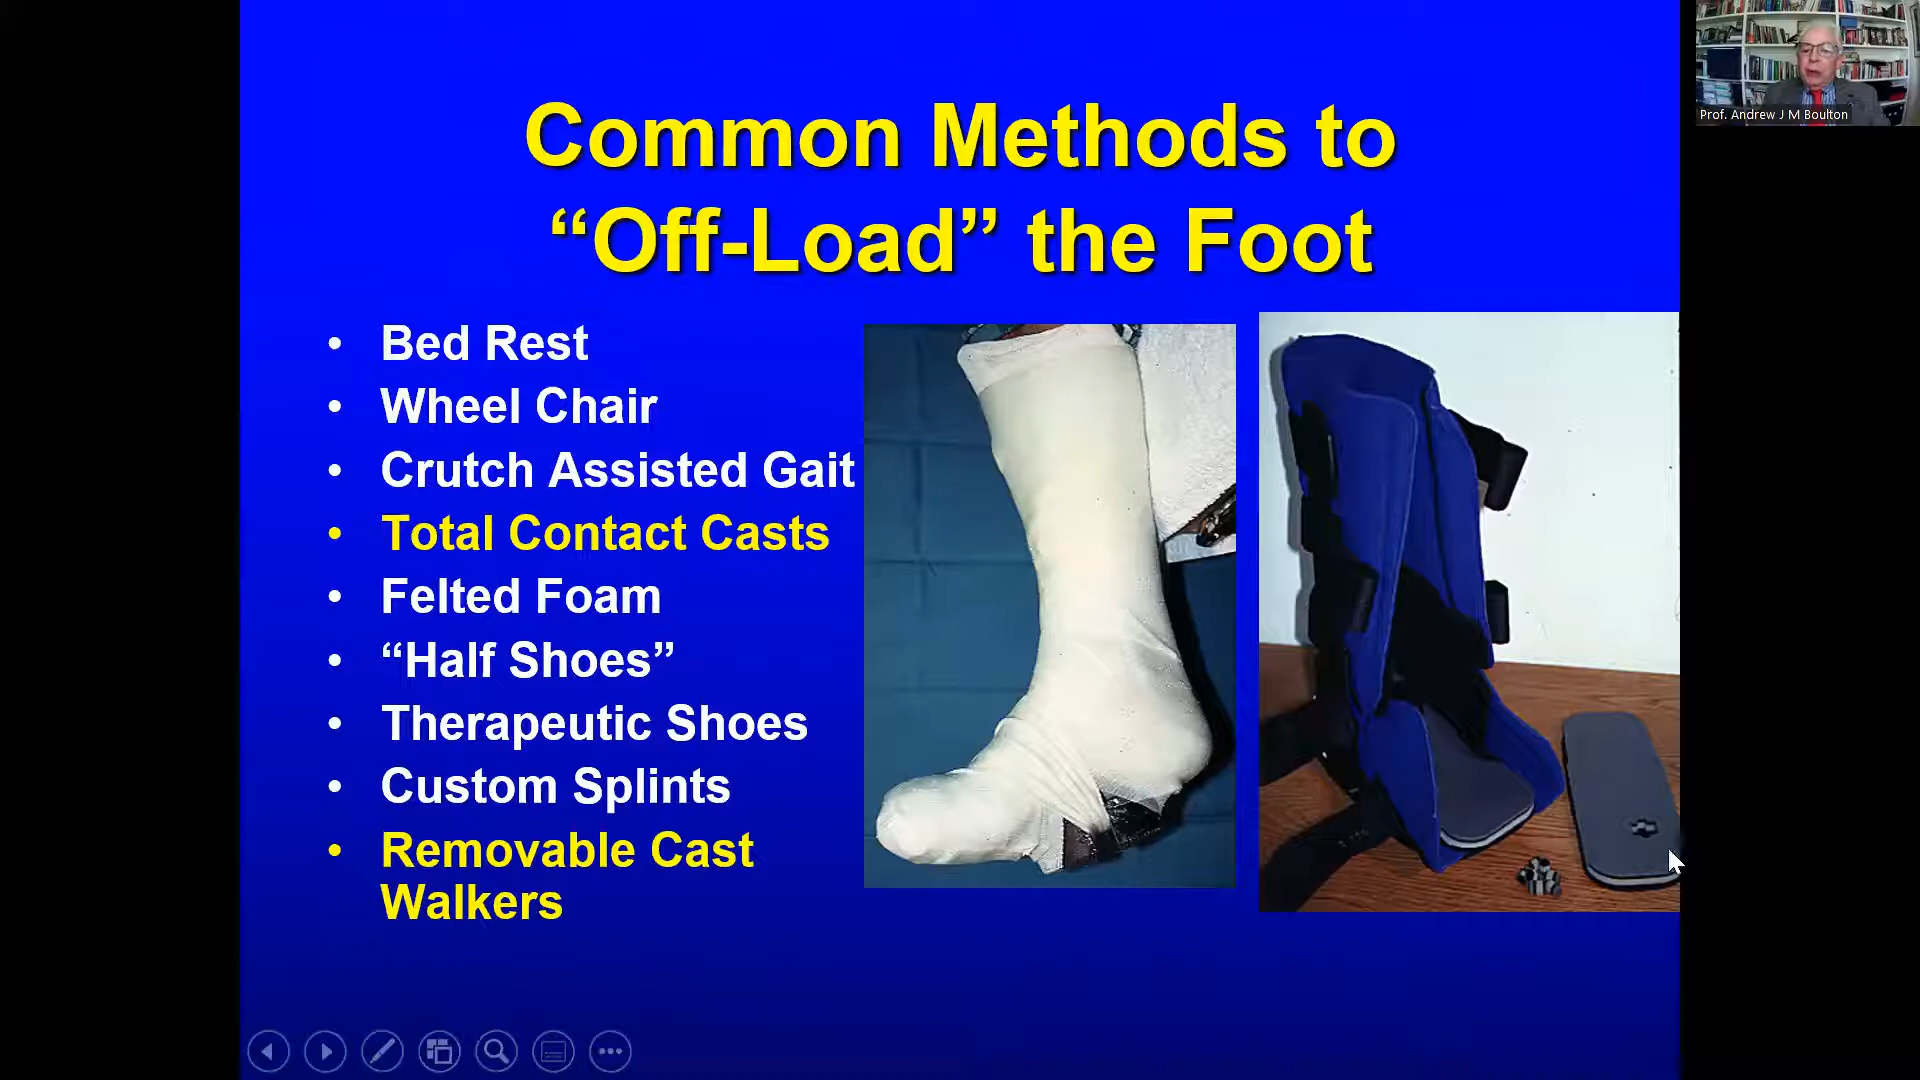 Common Methods to
“Off-Load” the Foot
• Bed Rest
• Wheel Chair
• Crutch Assisted Gait
• Total Contact Casts
• Felted Foam
• “Half Shoes”
• Therapeutic Shoes
• Custom Splints
• Removable Cast
Walkers
Prof. Andrew J M Boulton